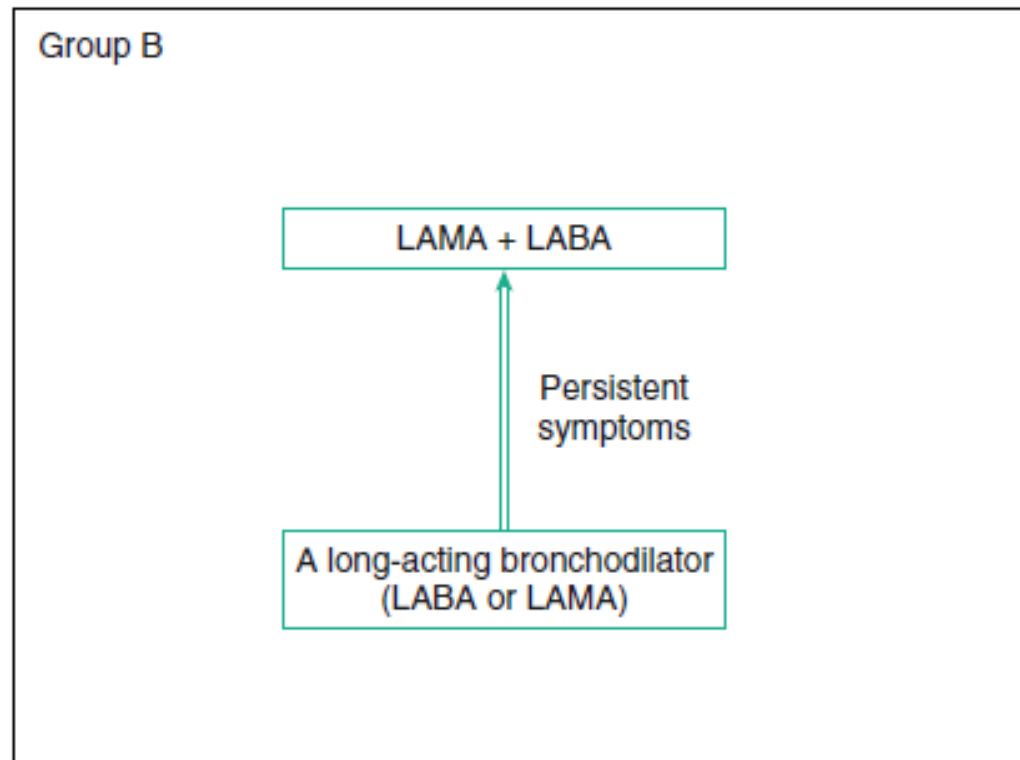 Group B
LAMA + LABA
Persistent
symptoms
A long-acting bronchodilator
(LABA or LAMA)